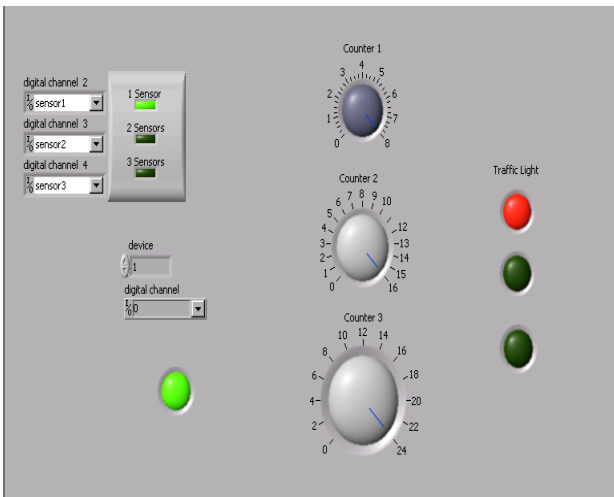 digital channel 2
sensor1
digital channel 3
sensor2
digital channel 4
sensor3
1 Sensor
2 Sensors
3 Sensors
device
1
digital channel
0
Counter 1
0 1 2 3 4 5 6 7 8
Counter 2
0 1 2 3 4 5 6 7 8 9 10 12 13 14 15 16
Counter 3
0 2 4 6 8 10 12 14 16 18 20 22 24
Traffic Light